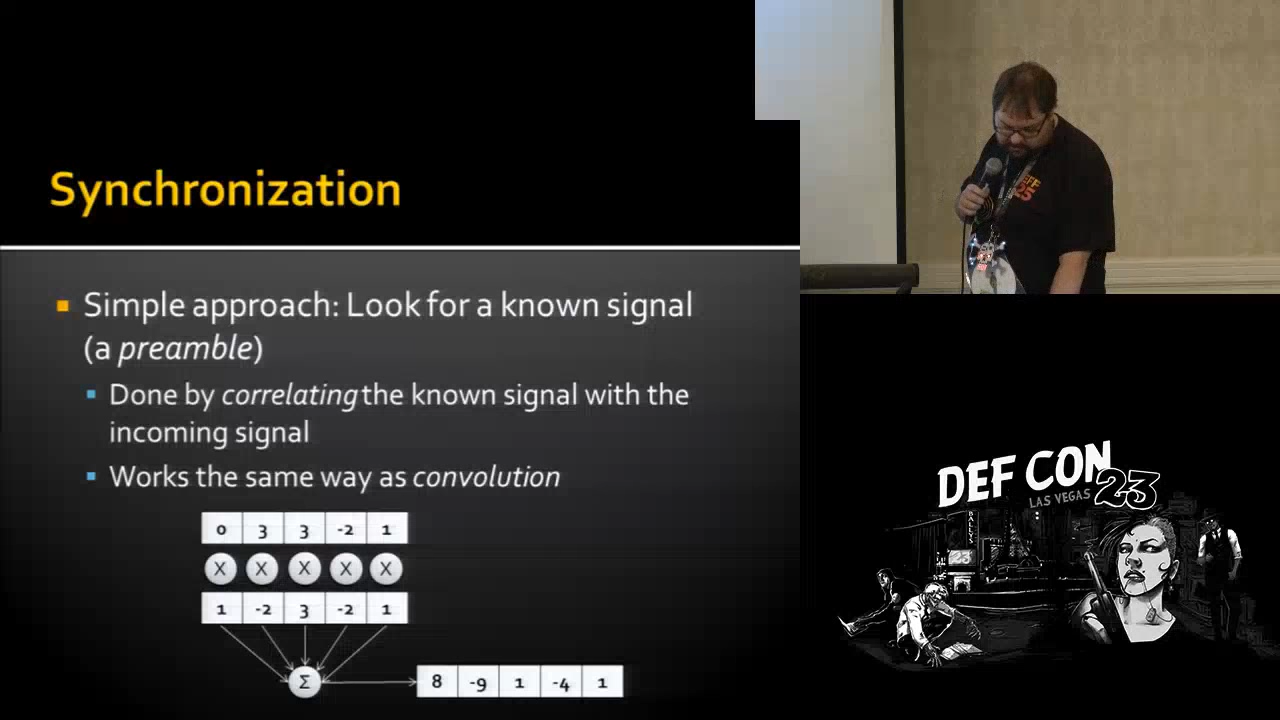 Synchronization
Simple approach: Look for a known signal
(a preamble)
Done by correlating the known signal with the
incoming signal
Works the same way as convolution
0 3 3 -2 1
X X X X X
1 -2 3 -2 1
Σ
8 -9 1 -4 1
25
DEF CON
LAS VEGAS 23
BALLY'S